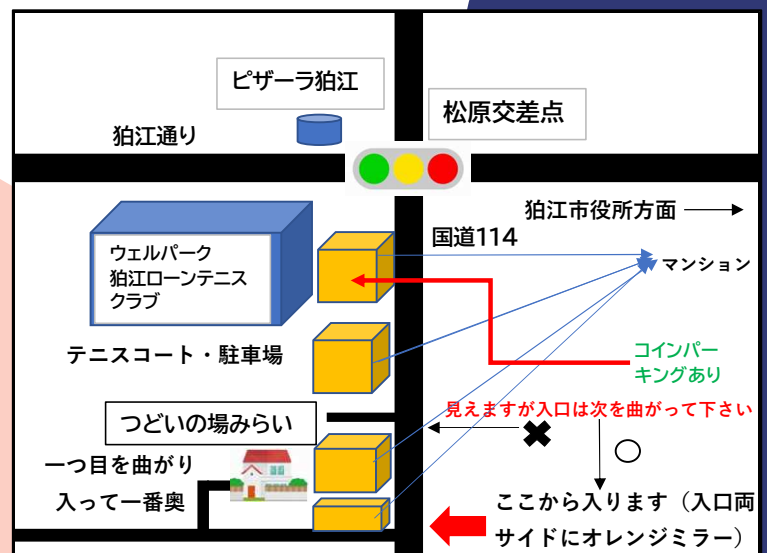 ピザーラ狛江
松原交差点
狛江通り
狛江市役所方面
国道114
ウェルパーク
狛江ローンテニス
クラブ
マンション
テニスコート・駐車場
コインパー
キングあり
見えますが入口は次を曲がって下さい
つどいの場みらい
一つ目を曲がり
入って一番奥
ここから入ります（入口両
サイドにオレンジミラー）